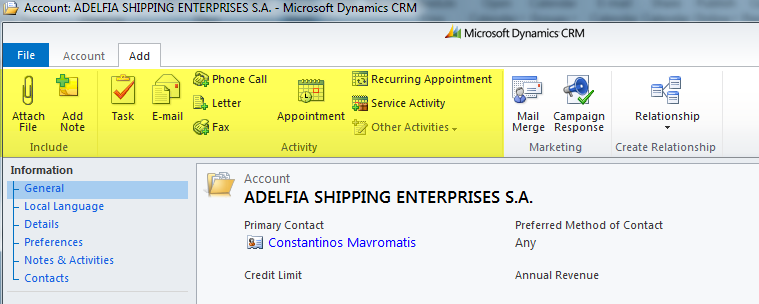 Account: ADELFIA SHIPPING ENTERPRISES S.A. - Microsoft Dynamics CRM
Microsoft Dynamics CRM
File Account Add
Attach File
Add Note
Include
Task
E-mail
Phone Call
Letter
Fax
Appointment
Recurring Appointment
Service Activity
Other Activities
Activity
Mail Merge
Campaign Response
Marketing
Relationship
Create Relationship
Information
General
Local Language
Details
Preferences
Notes & Activities
Contacts
Account
ADELFIA SHIPPING ENTERPRISES S.A.
Primary Contact
Constantinos Mavromatis
Preferred Method of Contact
Any
Credit Limit
Annual Revenue